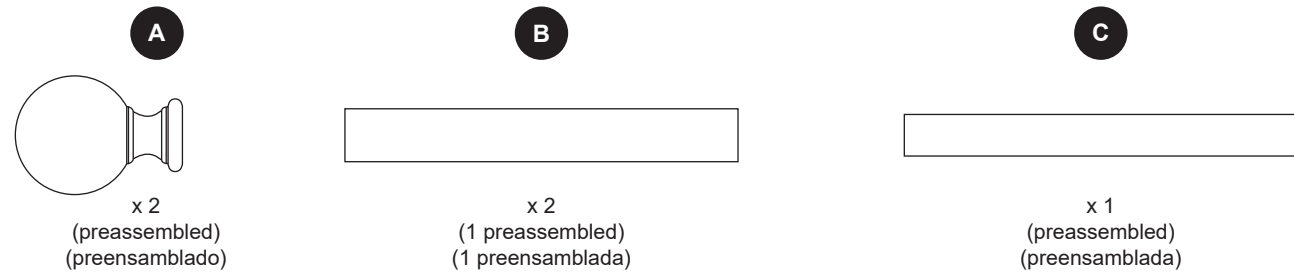 A
B
C
x 2
(preassembled)
(preensamblado)
x 2
(1 preassembled)
(1 preensamblada)
x 1
(preassembled)
(preensamblada)